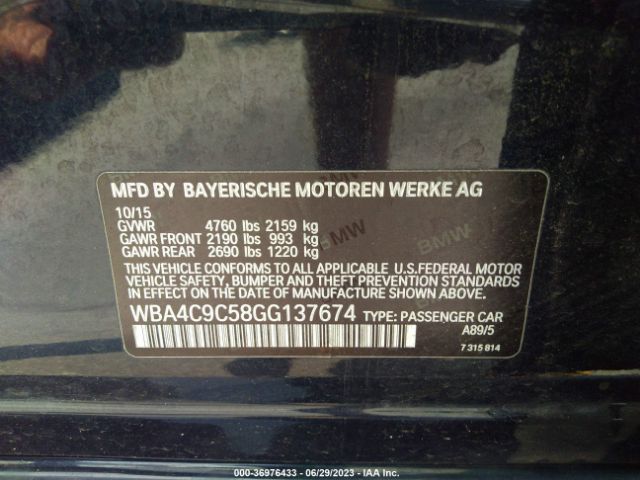 MFD BY BAYERISCHE MOTOREN WERKE AG
10/15
GVWR 4760 lbs 2159 kg
GAWR FRONT 2190 lbs 993 kg
GAWR REAR 2690 lbs 1220 kg
BMW BMW
THIS VEHICLE CONFORMS TO ALL APPLICABLE U.S.FEDERAL MOTOR
VEHICLE SAFETY, BUMPER, AND THEFT PREVENTION STANDARDS
IN EFFECT ON THE DATE OF MANUFACTURE SHOWN ABOVE.
WBA4C9C58GG137674 TYPE: PASSENGER CAR
A89/5
7 315 814
000-36976433 - 06/29/2023 - IAA Inc.